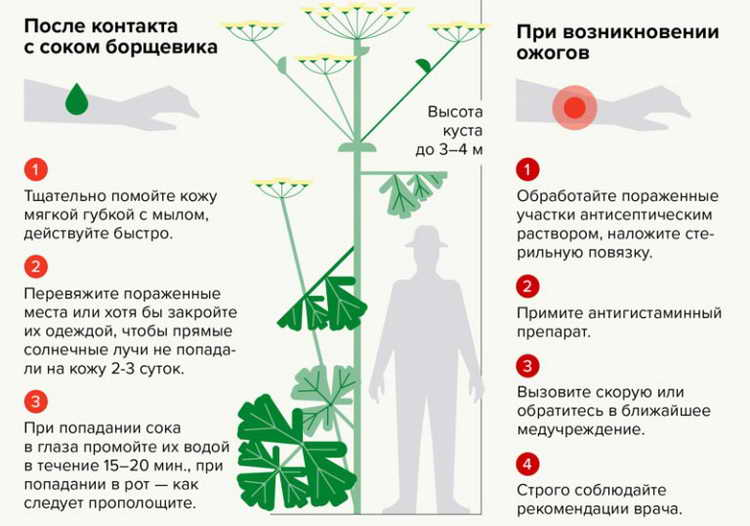 После контакта
с соком борщевика
1
Тщательно помойте кожу
мягкой губкой с мылом,
действуйте быстро.
2
Перевяжите пораженные
места или хотя бы закройте
их одеждой, чтобы прямые
солнечные лучи не попада-
ли на кожу 2-3 суток.
3
При попадании сока
в глаза промойте их водой
в течение 15–20 мин., при
попадании в рот — как
следует прополощите.
Высота
куста
до 3–4 м
При возникновении
ожогов
1
Обработайте пораженные
участки антисептическим
раствором, наложите сте-
рильную повязку.
2
Примите антигистаминный
препарат.
3
Вызовите скорую или
обратитесь в ближайшее
медучреждение.
4
Строго соблюдайте
рекомендации врача.